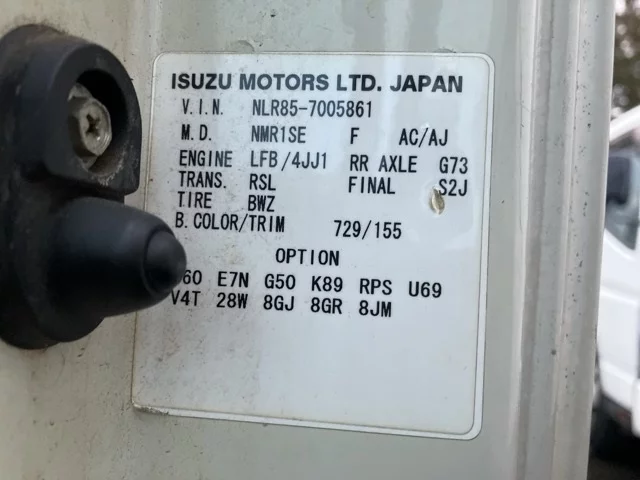 ISUZU MOTORS LTD. JAPAN
V.I.N. NLR85-7005861
M.D. NMR1SE F AC/AJ
ENGINE LFB/4JJ1 RR AXLE G73
TRANS. RSL FINAL S2J
TIRE BWZ
B.COLOR/TRIM 729/155
OPTION
E7N G50 K89 RPS U69
V4T 28W 8GJ 8GR 8JM